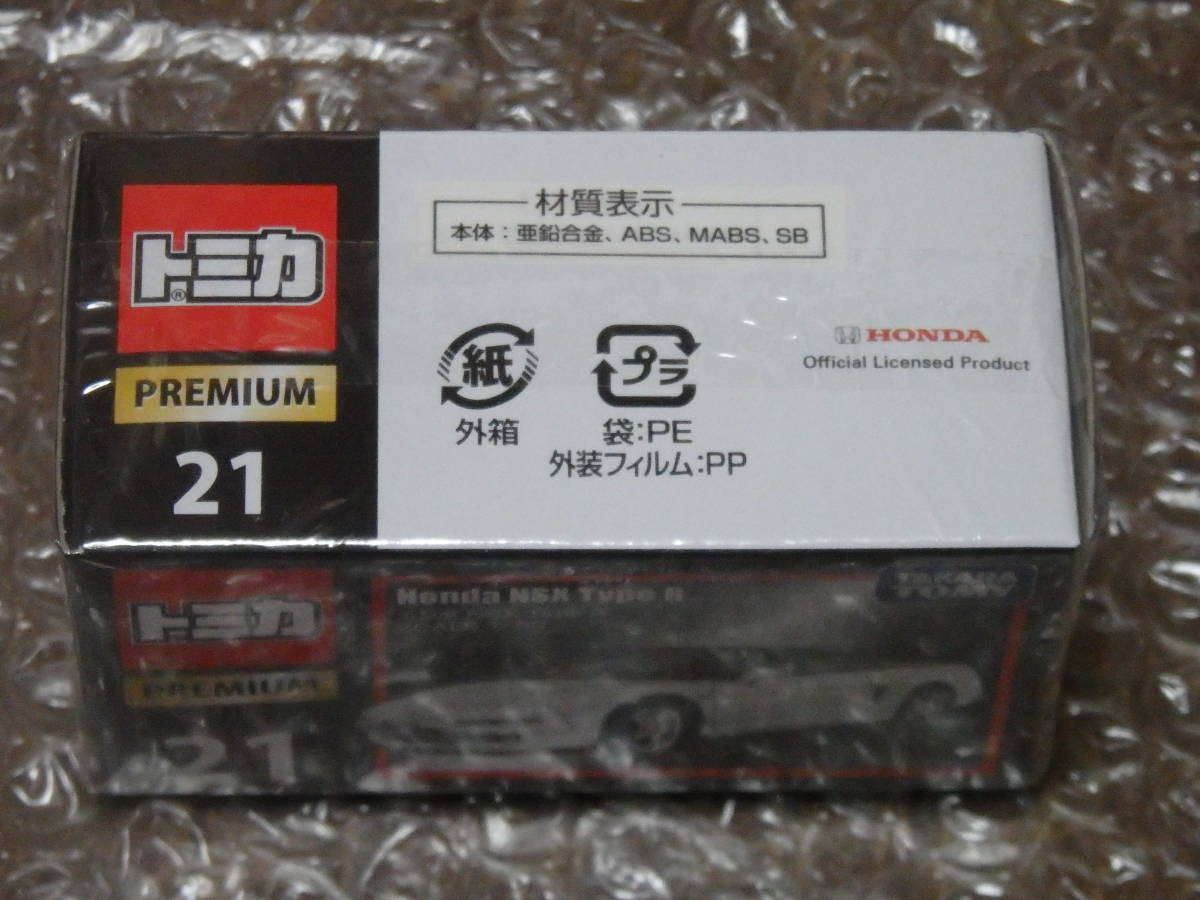 トミカ®
PREMIUM
21
材質表示
本体：亜鉛合金、ABS、MABS、SB
紙
外箱
プラ
袋:PE
外装フィルム:PP
HONDA
Official Licensed Product
トミカ
PREMIUM
21
Honda NSX Type R
TAKARA
TOMY